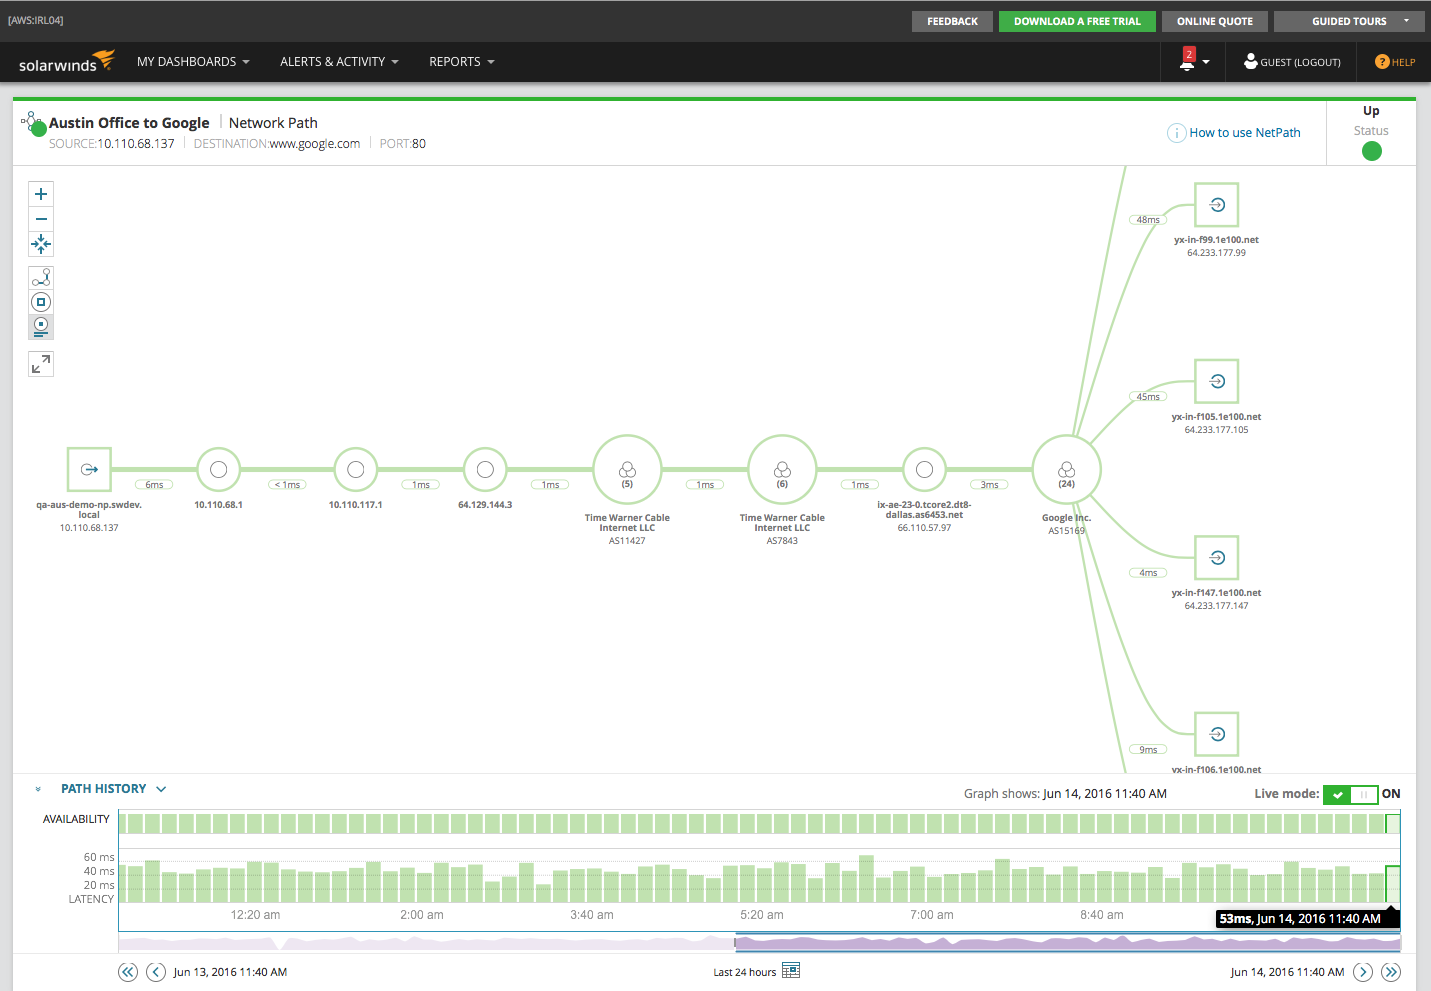 [AWS:IRL04]
FEEDBACK
DOWNLOAD A FREE TRIAL
ONLINE QUOTE
GUIDED TOURS
solarwinds
MY DASHBOARDS
ALERTS & ACTIVITY
REPORTS
2
GUEST (LOGOUT)
? HELP
Austin Office to Google | Network Path
SOURCE:10.110.68.137 | DESTINATION:www.google.com | PORT:80
i How to use NetPath
Up
Status
48ms
yx-in-f99.1e100.net
64.233.177.99
45ms
yx-in-f105.1e100.net
64.233.177.105
6ms
< 1ms
1ms
1ms
1ms
1ms
3ms
qa-aus-demo-np.swdev.
local
10.110.68.137
10.110.68.1
10.110.117.1
64.129.144.3
(5)
Time Warner Cable
Internet LLC
AS11427
(6)
Time Warner Cable
Internet LLC
AS7843
ix-ae-23-0.tcore2.dt8-
dallas.as6453.net
66.110.57.97
(24)
Google Inc.
AS15169
4ms
yx-in-f147.1e100.net
64.233.177.147
9ms
yx-in-f106.1e100.net
PATH HISTORY
Graph shows: Jun 14, 2016 11:40 AM
Live mode: ON
AVAILABILITY
60 ms
40 ms
20 ms
LATENCY
12:20 am
2:00 am
3:40 am
5:20 am
7:00 am
8:40 am
53ms, Jun 14, 2016 11:40 AM
Jun 13, 2016 11:40 AM
Last 24 hours
Jun 14, 2016 11:40 AM